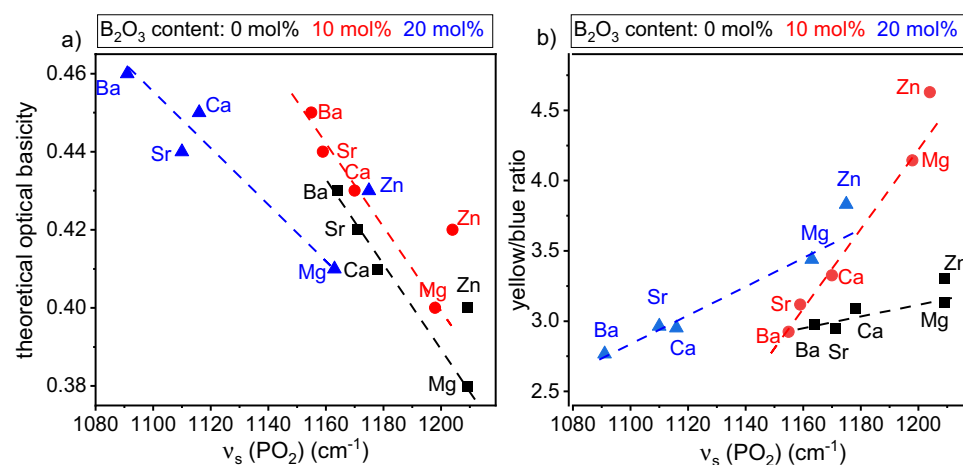 a)
B₂O₃ content: 0 mol% 10 mol% 20 mol%
theoretical optical basicity
0.46
0.44
0.42
0.40
0.38
Ba
Ca
Sr
Zn
Mg
Ba
Sr
Ca
Zn
Mg
Ba
Sr
Ca
Zn
Mg
1080 1100 1120 1140 1160 1180 1200
νs (PO₂) (cm⁻¹)
b)
B₂O₃ content: 0 mol% 10 mol% 20 mol%
yellow/blue ratio
4.5
4.0
3.5
3.0
2.5
Zn
Mg
Ca
Sr
Ba
Zn
Mg
Sr
Ca
Ba
Zn
Mg
Ca
Ba
Sr
1080 1100 1120 1140 1160 1180 1200
νs (PO₂) (cm⁻¹)